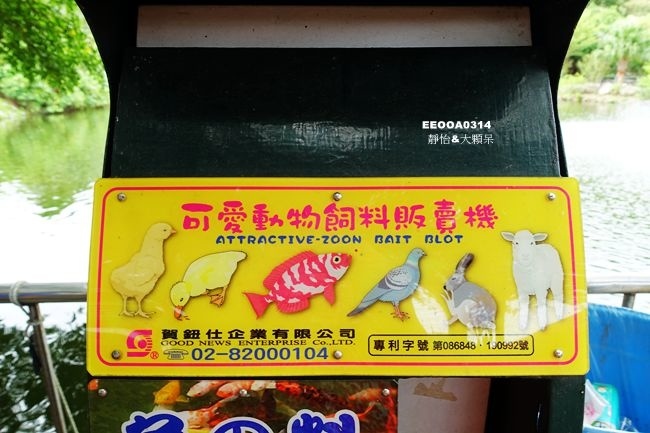 EEOOA0314
靜怡&大顆呆
可愛動物飼料販賣機
ATTRACTIVE-ZOON BAIT BLOT
賀鈕仕企業有限公司
GOOD NEWS ENTERPRISE Co.,LTD.
® ☎02-82000104
專利字號 第086848・190992號